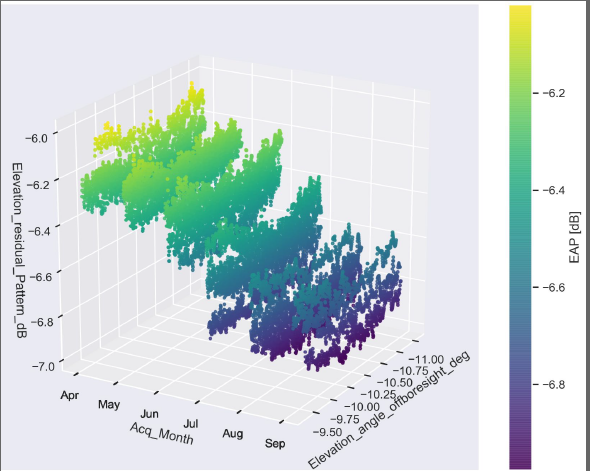 −6.0
−6.2
−6.4
−6.6
−6.8
−7.0
Elevation_residual_Pattern_dB
Apr
May
Jun
Jul
Aug
Sep
Acq_Month
−11.00
−10.75
−10.50
−10.25
−10.00
−9.75
−9.50
Elevation_angle_offboresight_deg
−6.2
−6.4
−6.6
−6.8
EAP [dB]